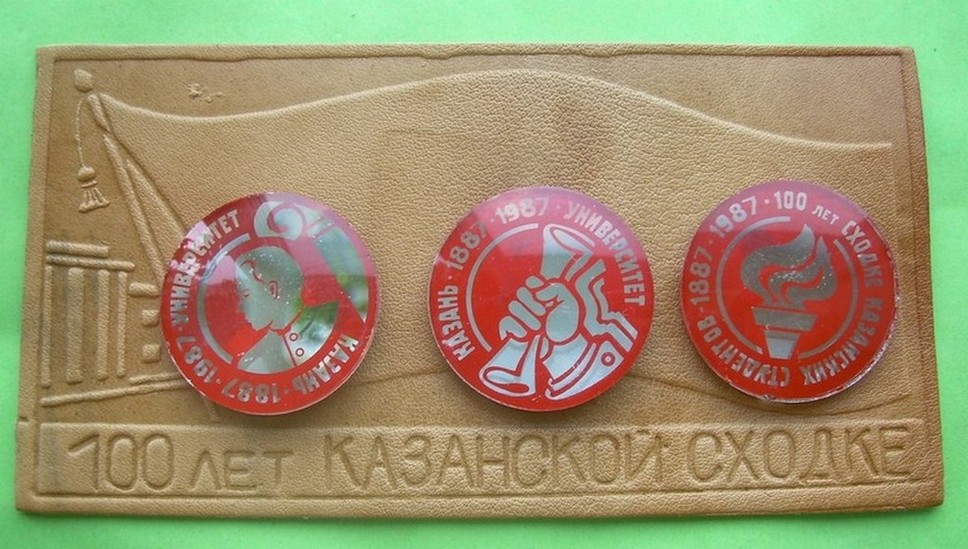 КАЗАНЬ·1887·1987·УНИВЕРСИТЕТ
КАЗАНЬ·1887·1987·УНИВЕРСИТЕТ
1887·1987·100 ЛЕТ СХОДКЕ КАЗАНСКИХ СТУДЕНТОВ·
100 ЛЕТ КАЗАНСКОЙ СХОДКЕ